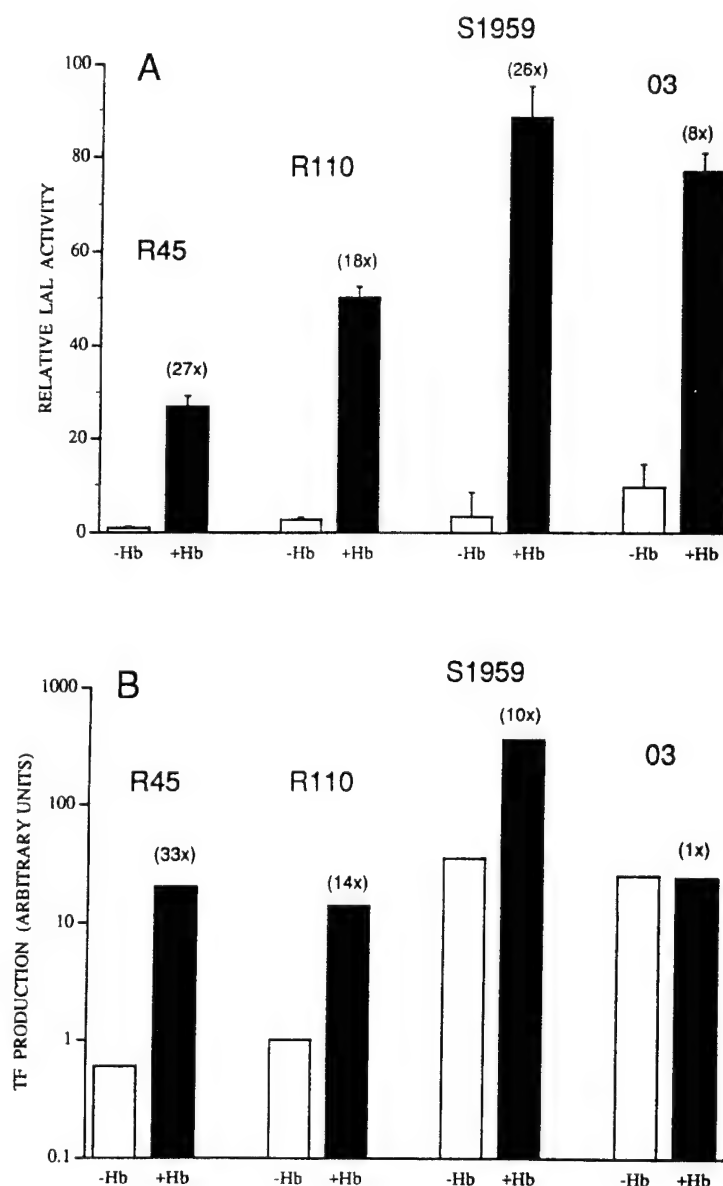 S1959
A
100
(26x)
O3
(8x)
80
R110
60
R45
(18x)
40
(27x)
20
0
RELATIVE LAL ACTIVITY
-Hb +Hb -Hb +Hb -Hb +Hb -Hb +Hb
B
S1959
1000
(10x)
R45 R110 O3
100
(33x)
(14x)
(1x)
10
1
0.1
TF PRODUCTION (ARBITRARY UNITS)
-Hb +Hb -Hb +Hb -Hb +Hb -Hb +Hb